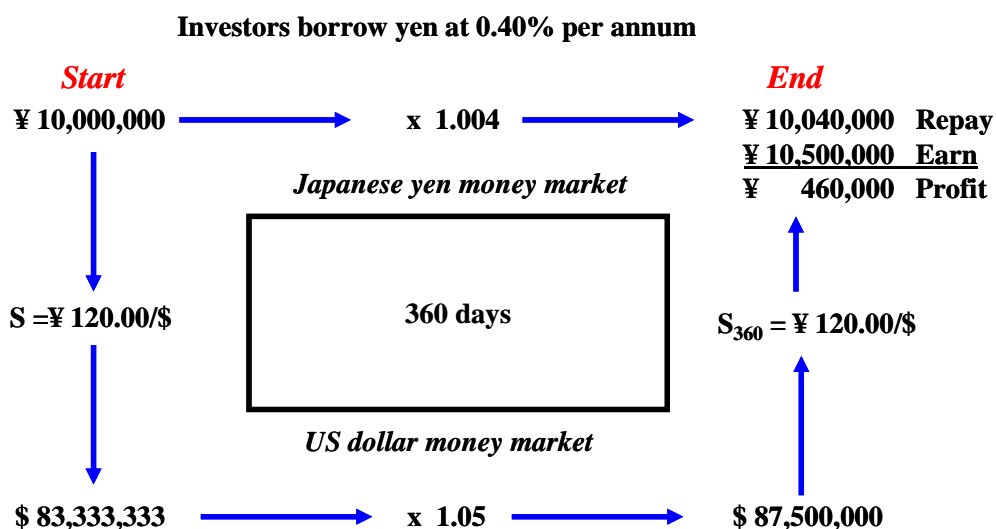 Investors borrow yen at 0.40% per annum
Start End
¥ 10,000,000 x 1.004 ¥ 10,040,000 Repay
¥ 10,500,000 Earn
Japanese yen money market
¥ 460,000 Profit
S =¥ 120.00/$ 360 days S360 = ¥ 120.00/$
US dollar money market
$ 83,333,333 x 1.05 $ 87,500,000